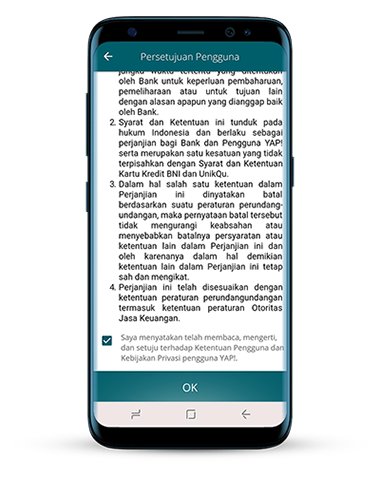 Persetujuan Pengguna
jangka waktu tertentu yang ditentukan
oleh Bank untuk keperluan pembaharuan,
pemeliharaan atau untuk tujuan lain
dengan alasan apapun yang dianggap baik
oleh Bank.
2. Syarat dan Ketentuan ini tunduk pada
hukum Indonesia dan berlaku sebagai
perjanjian bagi Bank dan Pengguna YAP!
serta merupakan satu kesatuan yang tidak
terpisahkan dengan Syarat dan Ketentuan
Kartu Kredit BNI dan UnikQu.
3. Dalam hal salah satu ketentuan dalam
Perjanjian ini dinyatakan batal
berdasarkan suatu peraturan perundang-
undangan, maka pernyataan batal tersebut
tidak mengurangi keabsahan atau
menyebabkan batalnya persyaratan atau
ketentuan lain dalam Perjanjian ini dan
oleh karenanya dalam hal demikian
ketentuan lain dalam Perjanjian ini tetap
sah dan mengikat.
4. Perjanjian ini telah disesuaikan dengan
ketentuan peraturan perundangundangan
termasuk ketentuan peraturan Otoritas
Jasa Keuangan.
Saya menyatakan telah membaca, mengerti,
dan setuju terhadap Ketentuan Pengguna dan
Kebijakan Privasi pengguna YAP!.
OK